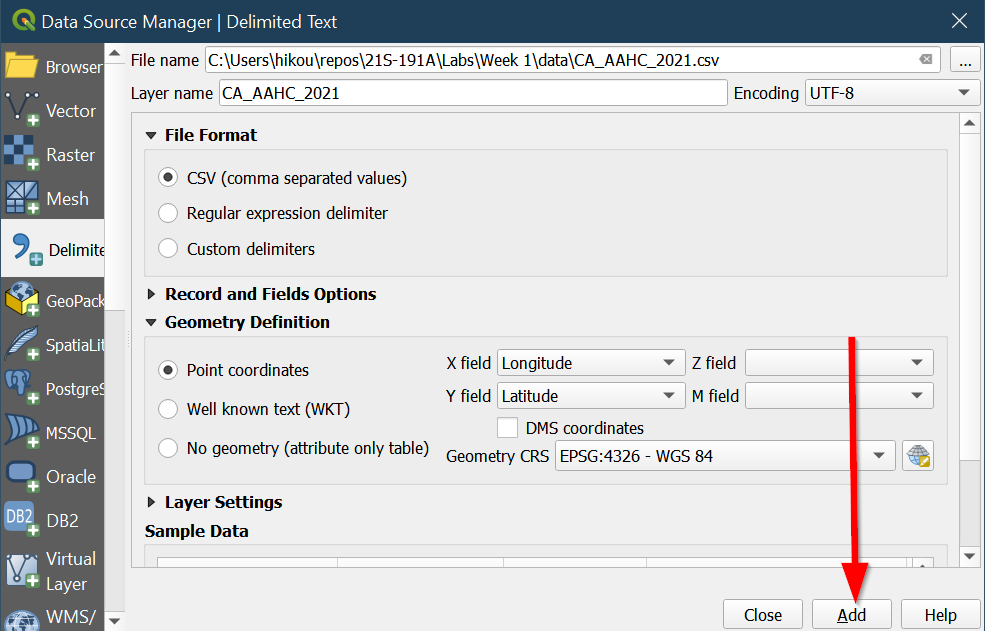 Data Source Manager | Delimited Text
Browser
Vector
Raster
Mesh
Delimite
GeoPack
SpatiaLit
PostgreS
MSSQL
Oracle
DB2
DB2
Virtual
Layer
WMS/
File name C:\Users\hikou\repos\21S-191A\Labs\Week 1\data\CA_AAHC_2021.csv ...
Layer name CA_AAHC_2021 Encoding UTF-8
File Format
CSV (comma separated values)
Regular expression delimiter
Custom delimiters
Record and Fields Options
Geometry Definition
Point coordinates
Well known text (WKT)
No geometry (attribute only table)
X field Longitude Z field
Y field Latitude M field
DMS coordinates
Geometry CRS EPSG:4326 - WGS 84
Layer Settings
Sample Data
Close Add Help